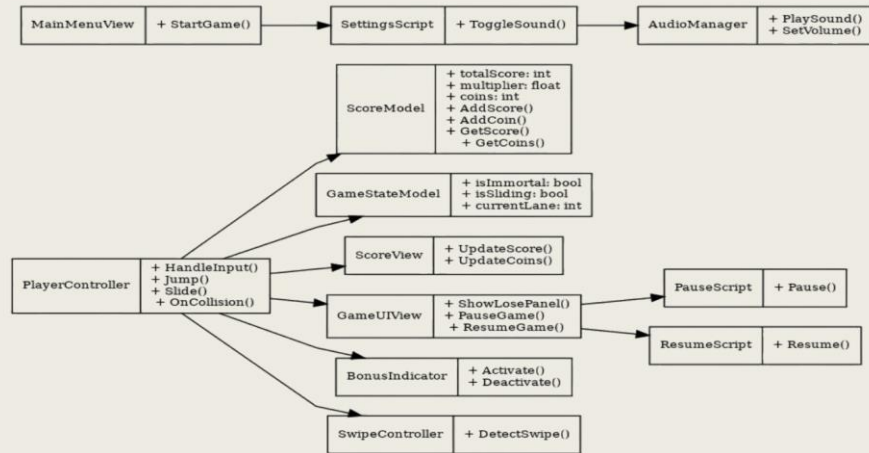 MainMenuView
+ StartGame()
SettingsScript
+ ToggleSound()
AudioManager
+ PlaySound()
+ SetVolume()
ScoreModel
+ totalScore: int
+ multiplier: float
+ coins: int
+ AddScore()
+ AddCoin()
+ GetScore()
+ GetCoins()
GameStateModel
+ isImmortal: bool
+ isSliding: bool
+ currentLane: int
PlayerController
+ HandleInput()
+ Jump()
+ Slide()
+ OnCollision()
ScoreView
+ UpdateScore()
+ UpdateCoins()
GameUIView
+ ShowLosePanel()
+ PauseGame()
+ ResumeGame()
PauseScript
+ Pause()
ResumeScript
+ Resume()
BonusIndicator
+ Activate()
+ Deactivate()
SwipeController
+ DetectSwipe()